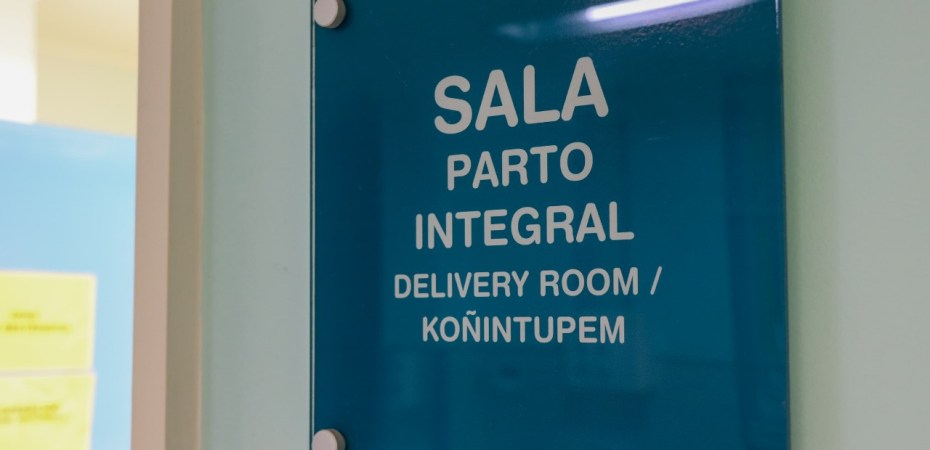 SALA
PARTO
INTEGRAL
DELIVERY ROOM /
KOÑINTUPEM